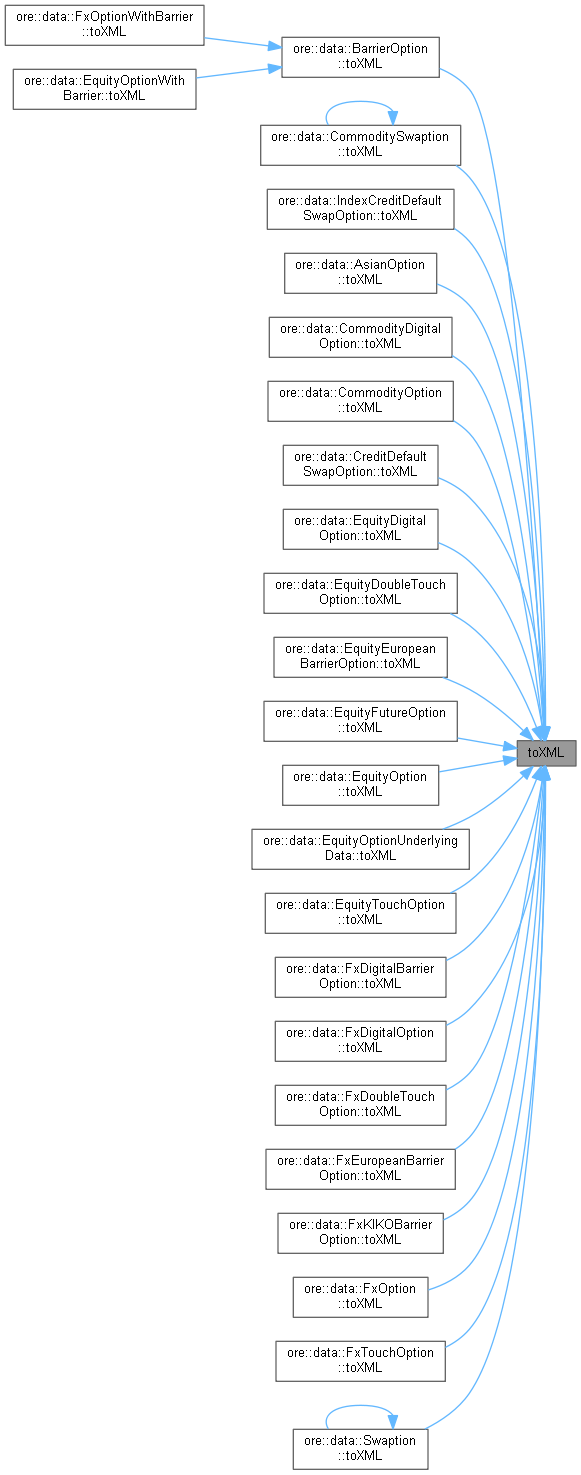 ore::data::FxOptionWithBarrier
::toXML
ore::data::EquityOptionWith
Barrier::toXML
ore::data::BarrierOption
::toXML
ore::data::CommoditySwaption
::toXML
ore::data::IndexCreditDefault
SwapOption::toXML
ore::data::AsianOption
::toXML
ore::data::CommodityDigital
Option::toXML
ore::data::CommodityOption
::toXML
ore::data::CreditDefault
SwapOption::toXML
ore::data::EquityDigital
Option::toXML
ore::data::EquityDoubleTouch
Option::toXML
ore::data::EquityEuropean
BarrierOption::toXML
ore::data::EquityFutureOption
::toXML
toXML
ore::data::EquityOption
::toXML
ore::data::EquityOptionUnderlying
Data::toXML
ore::data::EquityTouchOption
::toXML
ore::data::FxDigitalBarrier
Option::toXML
ore::data::FxDigitalOption
::toXML
ore::data::FxDoubleTouch
Option::toXML
ore::data::FxEuropeanBarrier
Option::toXML
ore::data::FxKIKOBarrier
Option::toXML
ore::data::FxOption
::toXML
ore::data::FxTouchOption
::toXML
ore::data::Swaption
::toXML